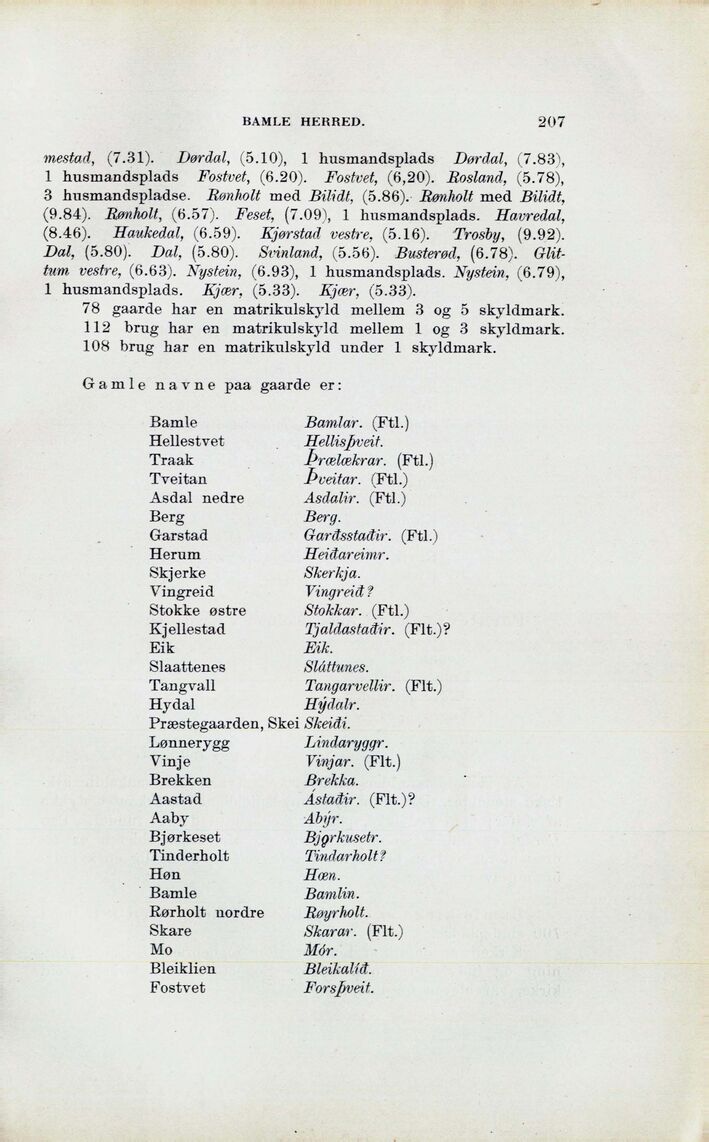 BAMLE HERRED. 207
mestad, (7.31). Dørdal, (5.10), 1 husmandsplads Dørdal, (7.83),
1 husmandsplads Fostvet, (6.20). Fostvet, (6,20). Rosland, (5.78),
3 husmandspladse. Rønholt med Bilidt, (5.86). Rønholt med Bilidt,
(9.84). Rønholt, (6.57). Feset, (7.09), 1 husmandsplads. Havredal,
(8.46). Haukedal, (6.59). Kjørstad vestre, (5.16). Trosby, (9.92).
Dal, (5.80). Dal, (5.80). Svinland, (5.56). Busterød, (6.78). Glit-
tum vestre, (6.63). Nystein, (6.93), 1 husmandsplads. Nystein, (6.79),
1 husmandsplads. Kjær, (5.33). Kjær, (5.33).
78 gaarde har en matrikulskyld mellem 3 og 5 skyldmark.
112 brug har en matrikulskyld mellem 1 og 3 skyldmark.
108 brug har en matrikulskyld under 1 skyldmark.
Gamle navne paa gaarde er:
Bamle Bamlar. (Ftl.)
Hellestvet Hellisþveit.
Traak Þrælækrar. (Ftl.)
Tveitan Þveitar. (Ftl.)
Asdal nedre Asdalir. (Ftl.)
Berg Berg.
Garstad Garðsstaðir. (Ftl.)
Herum Heiðareimr.
Skjerke Skerkja.
Vingreid Vingreið?
Stokke østre Stokkar. (Ftl.)
Kjellestad Tjaldastaðir. (Flt.)?
Eik Eik.
Slaattenes Sláttunes.
Tangvall Tangarvellir. (Flt.)
Hydal Hýdalr.
Præstegaarden, Skei Skeiði.
Lønnerygg Lindaryggr.
Vinje Vinjar. (Flt.)
Brekken Brekka.
Aastad Ástaðir. (Flt.)?
Aaby Abýr.
Bjørkeset Bjǫrkusetr.
Tinderholt Tindarholt?
Høn Hæn.
Bamle Bamlin.
Rørholt nordre Røyrholt.
Skare Skarar. (Flt.)
Mo Mór.
Bleiklien Bleikalíð.
Fostvet Forsþveit.